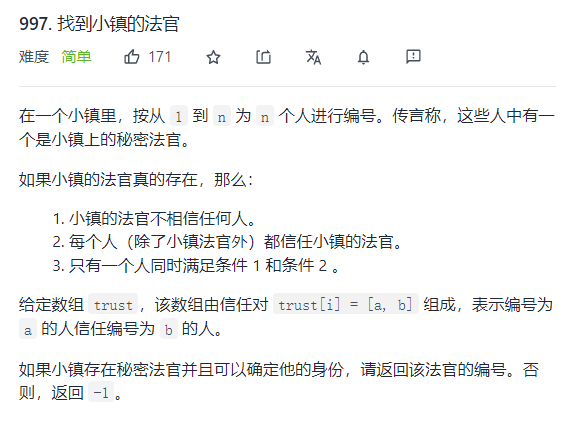 997. 找到小镇的法官
难度 简单 171
在一个小镇里，按从 1 到 n 为 n 个人进行编号。传言称，这些人中有一
个是小镇上的秘密法官。
如果小镇的法官真的存在，那么：
1. 小镇的法官不相信任何人。
2. 每个人（除了小镇法官外）都信任小镇的法官。
3. 只有一个人同时满足条件 1 和条件 2 。
给定数组 trust，该数组由信任对 trust[i] = [a, b] 组成，表示编号为
a 的人信任编号为 b 的人。
如果小镇存在秘密法官并且可以确定他的身份，请返回该法官的编号。否
则，返回 -1。